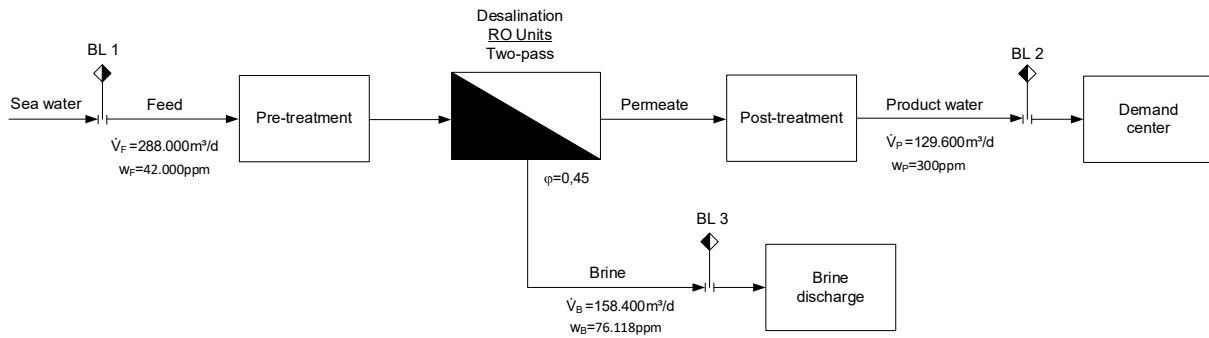 Desalination
RO Units
Two-pass
BL 1
BL 2
Sea water
Feed
Pre-treatment
Permeate
Post-treatment
Product water
Demand
center
V̇F =288.000m³/d
wF=42.000ppm
V̇P =129.600m³/d
wP=300ppm
φ=0,45
BL 3
Brine
Brine
discharge
V̇B =158.400m³/d
wB=76.118ppm